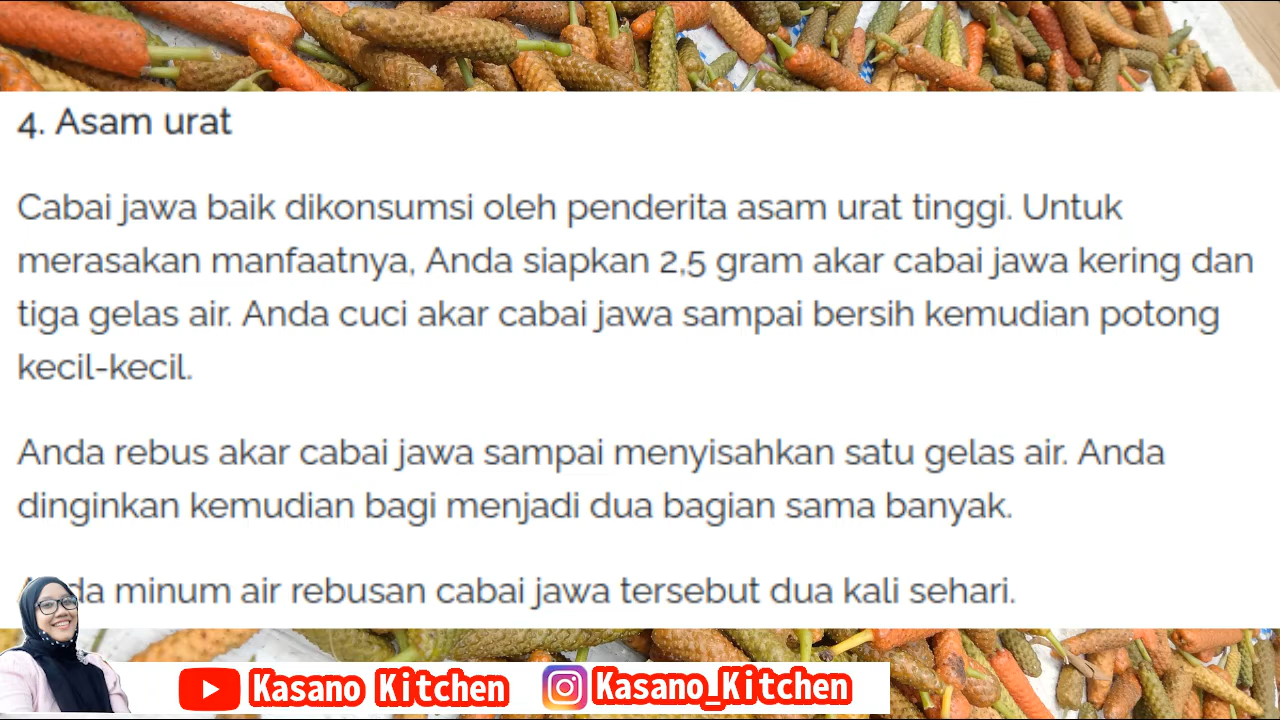 4. Asam urat
Cabai jawa baik dikonsumsi oleh penderita asam urat tinggi. Untuk
merasakan manfaatnya, Anda siapkan 2,5 gram akar cabai jawa kering dan
tiga gelas air. Anda cuci akar cabai jawa sampai bersih kemudian potong
kecil-kecil.
Anda rebus akar cabai jawa sampai menyisahkan satu gelas air. Anda
dinginkan kemudian bagi menjadi dua bagian sama banyak.
Anda minum air rebusan cabai jawa tersebut dua kali sehari.
Kasano Kitchen
Kasano_Kitchen